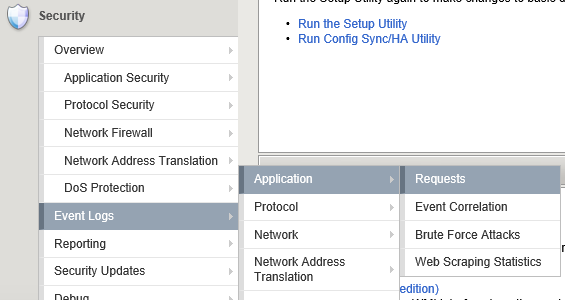 Security
Run the Setup Utility again to make changes to basic
Run the Setup Utility
Run Config Sync/HA Utility
Overview
Application Security
Protocol Security
Network Firewall
Network Address Translation
DoS Protection
Event Logs
Reporting
Security Updates
Debug
Application
Protocol
Network
Network Address
Translation
Requests
Event Correlation
Brute Force Attacks
Web Scraping Statistics
edition)